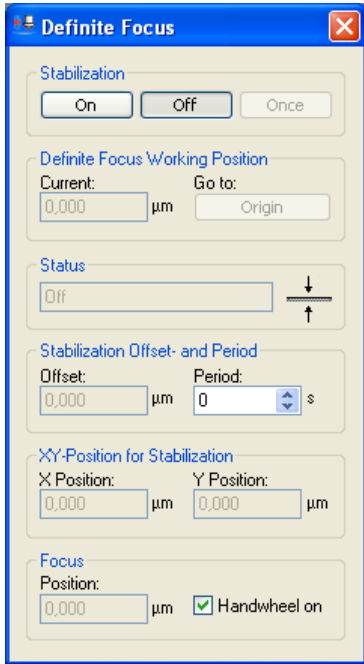 Definite Focus
Stabilization
On Off Once
Definite Focus Working Position
Current: Go to:
0,000 µm Origin
Status
Off
Stabilization Offset- and Period
Offset: Period:
0,000 µm 0 s
XY-Position for Stabilization
X Position: Y Position:
0,000 µm 0,000 µm
Focus
Position:
0,000 µm Handwheel on